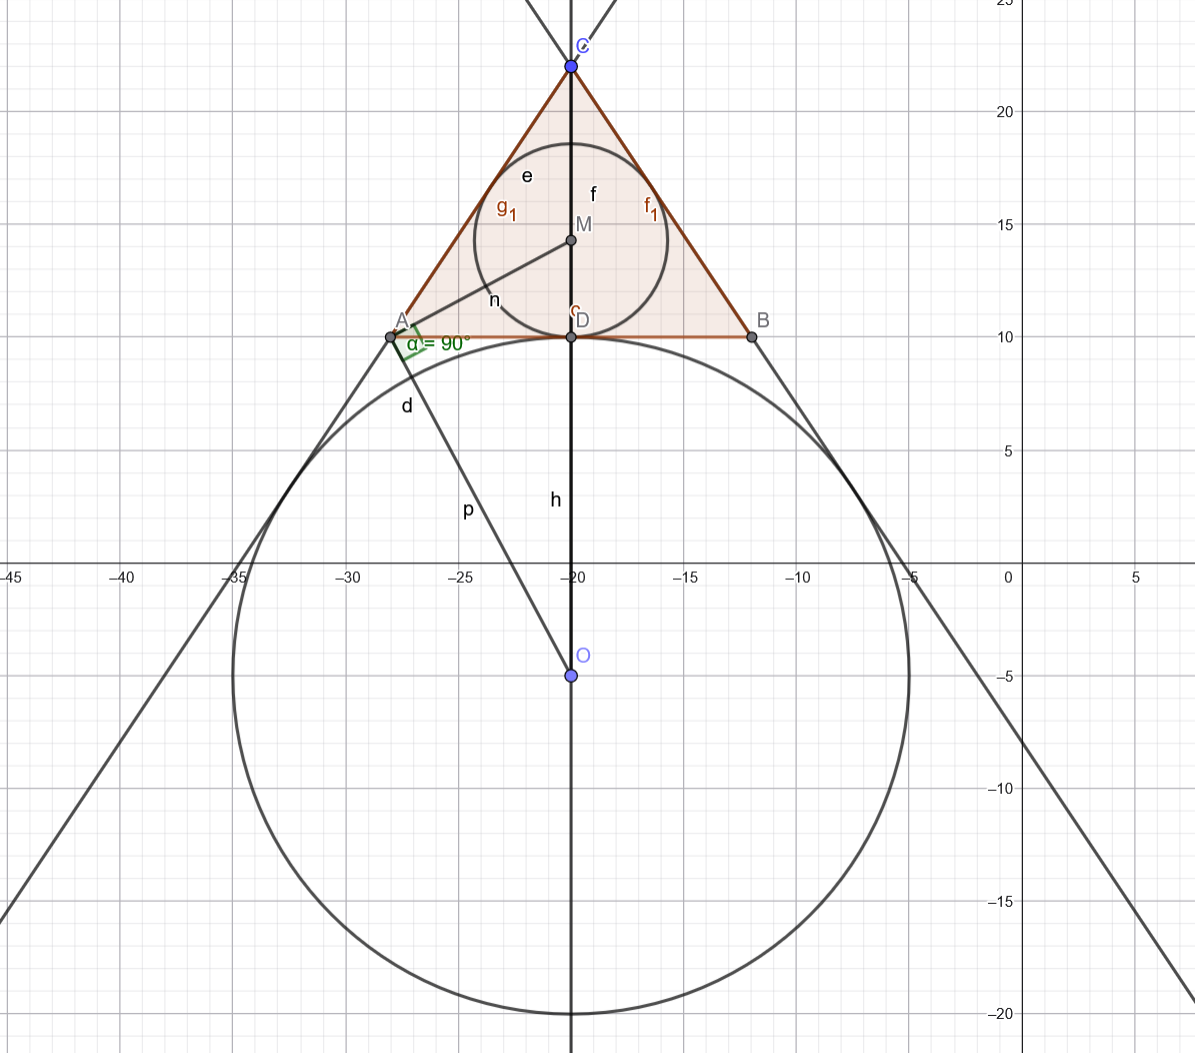 25
C
20
e
f
g₁
f₁
15
M
n
c
A
D
B
10
α = 90°
d
5
h
p
–45
–40
–35
–30
–25
–20
–15
–10
–5
0
5
O
–5
–10
–15
–20